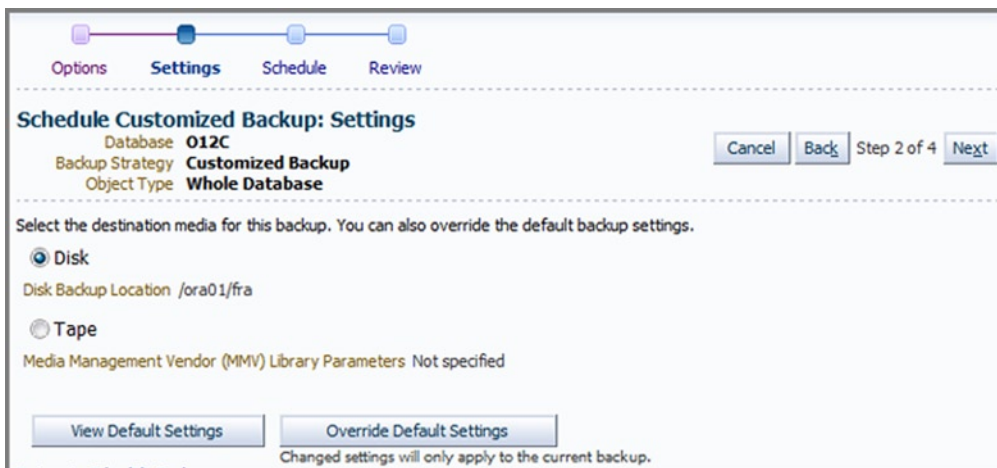 Options Settings Schedule Review
Schedule Customized Backup: Settings
Database O12C
Backup Strategy Customized Backup
Object Type Whole Database
Cancel Back Step 2 of 4 Next
Select the destination media for this backup. You can also override the default backup settings.
Disk
Disk Backup Location /ora01/fra
Tape
Media Management Vendor (MMV) Library Parameters Not specified
View Default Settings Override Default Settings
Changed settings will only apply to the current backup.